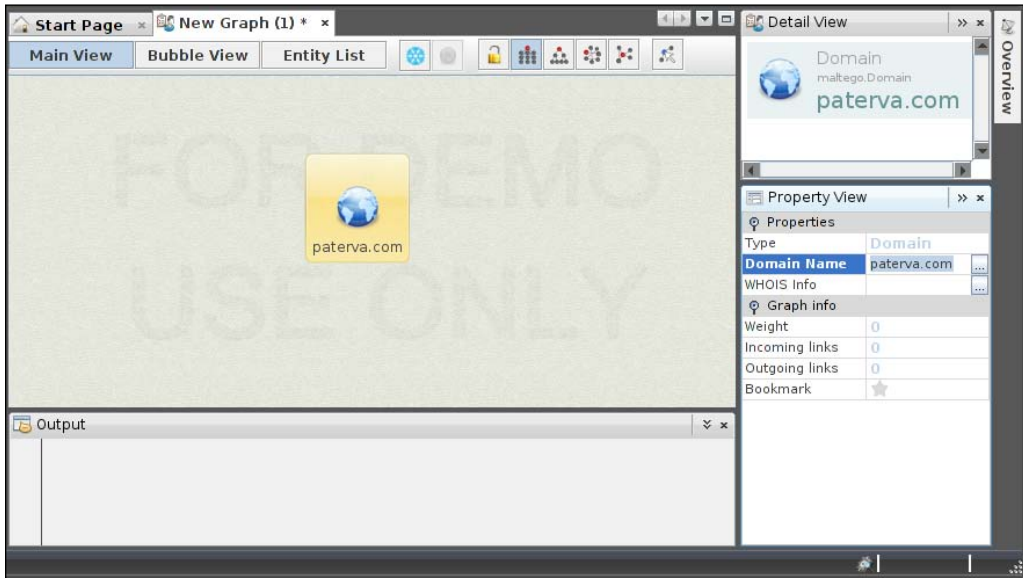 Start Page
New Graph (1) *
Main View
Bubble View
Entity List
FOR DEMO
USE ONLY
paterva.com
Output
Detail View
Domain
maltego.Domain
paterva.com
Property View
Properties
Type Domain
Domain Name paterva.com ...
WHOIS Info ...
Graph info
Weight 0
Incoming links 0
Outgoing links 0
Bookmark
Overview